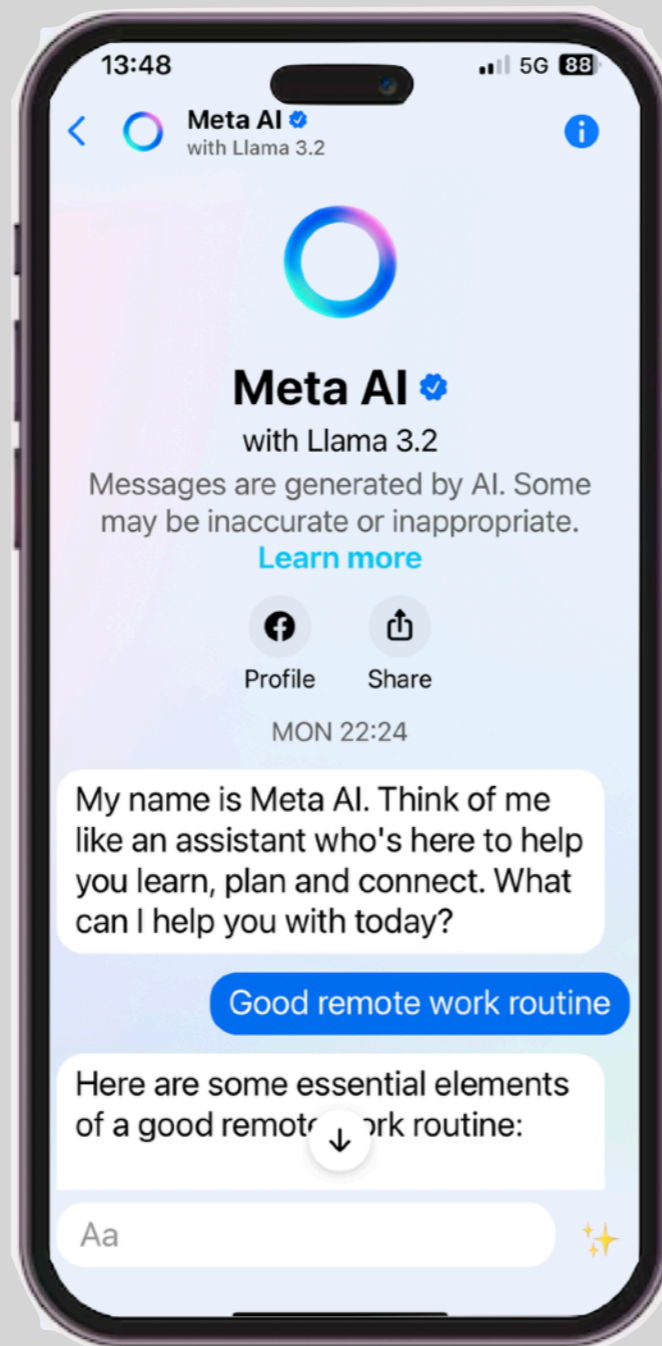 13:48
5G 88
Meta AI
with Llama 3.2
Meta AI
with Llama 3.2
Messages are generated by AI. Some
may be inaccurate or inappropriate.
Learn more
Profile Share
MON 22:24
My name is Meta AI. Think of me
like an assistant who's here to help
you learn, plan and connect. What
can I help you with today?
Good remote work routine
Here are some essential elements
of a good remote work routine:
Aa